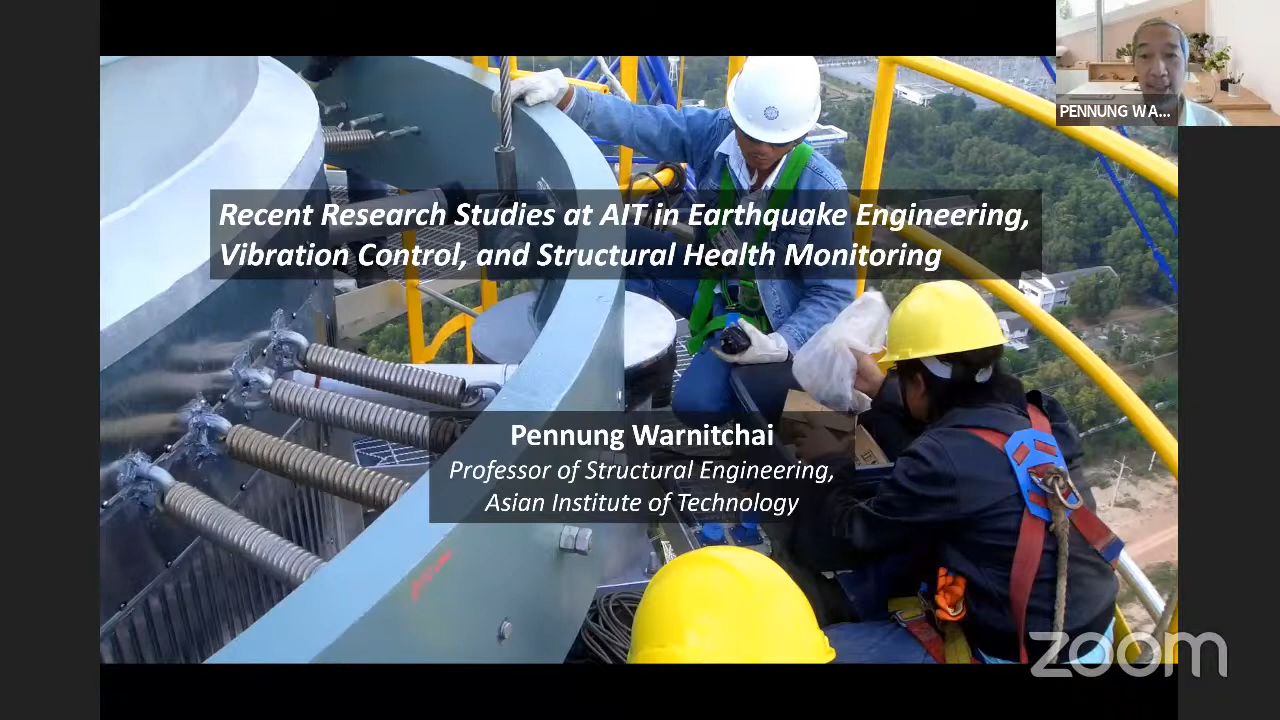 PENNUNG WA...
Recent Research Studies at AIT in Earthquake Engineering,
Vibration Control, and Structural Health Monitoring
Pennung Warnitchai
Professor of Structural Engineering,
Asian Institute of Technology
zoom